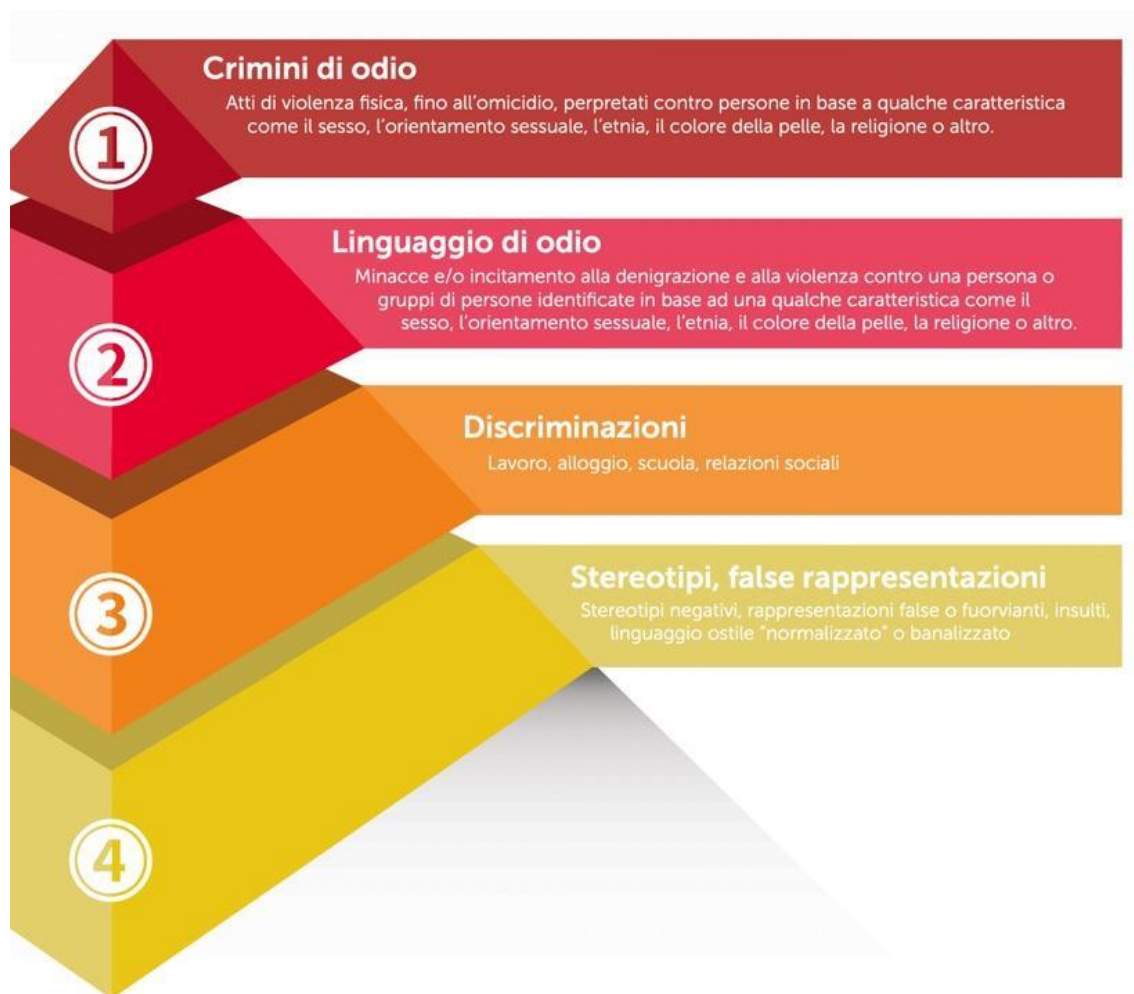 1
Crimini di odio
Atti di violenza fisica, fino all'omicidio, perpretati contro persone in base a qualche caratteristica
come il sesso, l'orientamento sessuale, l'etnia, il colore della pelle, la religione o altro.
2
Linguaggio di odio
Minacce e/o incitamento alla denigrazione e alla violenza contro una persona o
gruppi di persone identificate in base ad una qualche caratteristica come il
sesso, l'orientamento sessuale, l'etnia, il colore della pelle, la religione o altro.
3
Discriminazioni
Lavoro, alloggio, scuola, relazioni sociali
4
Stereotipi, false rappresentazioni
Stereotipi negativi, rappresentazioni false o fuorvianti, insulti,
linguaggio ostile "normalizzato" o banalizzato